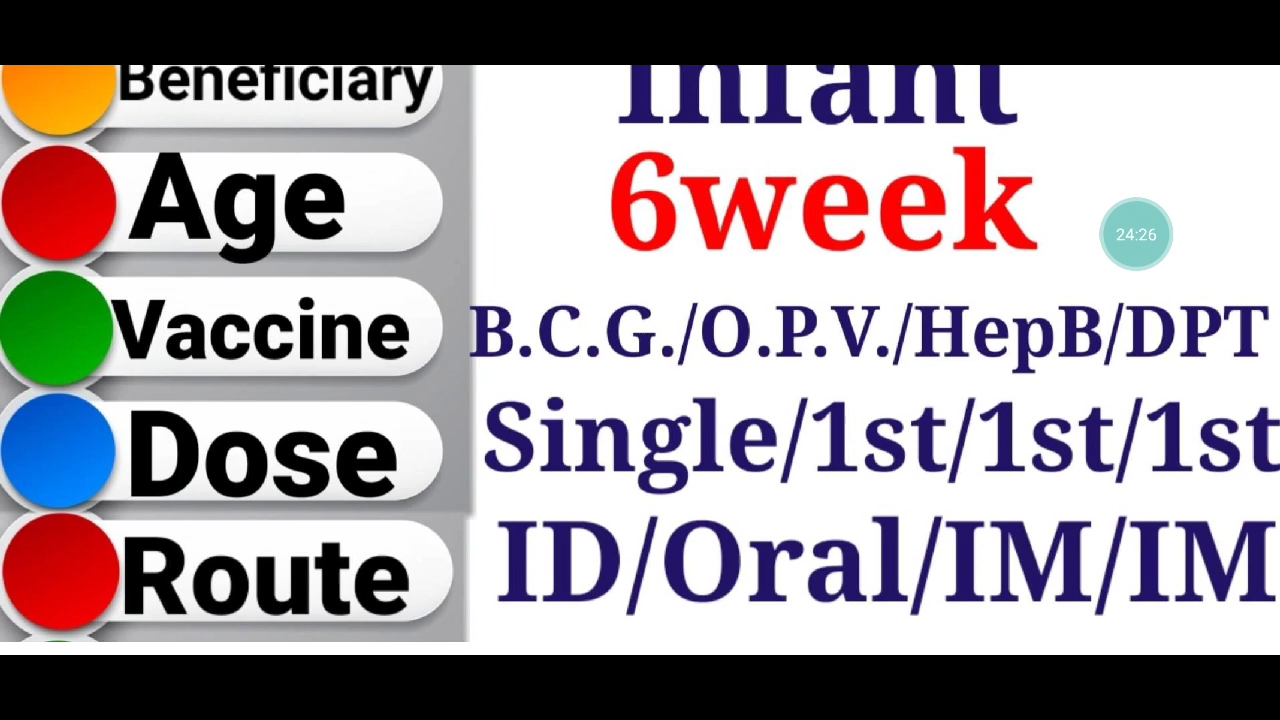 Beneficiary Infant
Age 6week
24:26
Vaccine B.C.G./O.P.V./HepB/DPT
Dose Single/1st/1st/1st
Route ID/Oral/IM/IM